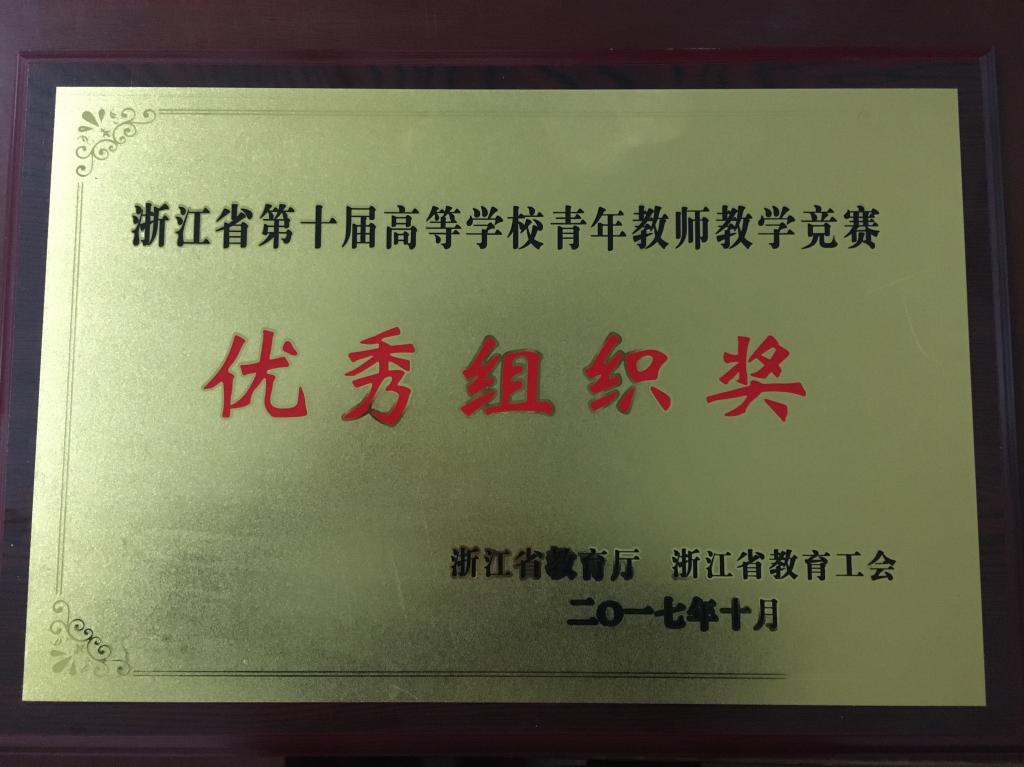 浙江省第十届高等学校青年教师教学竞赛
优秀组织奖
浙江省教育厅 浙江省教育工会
二〇一七年十月